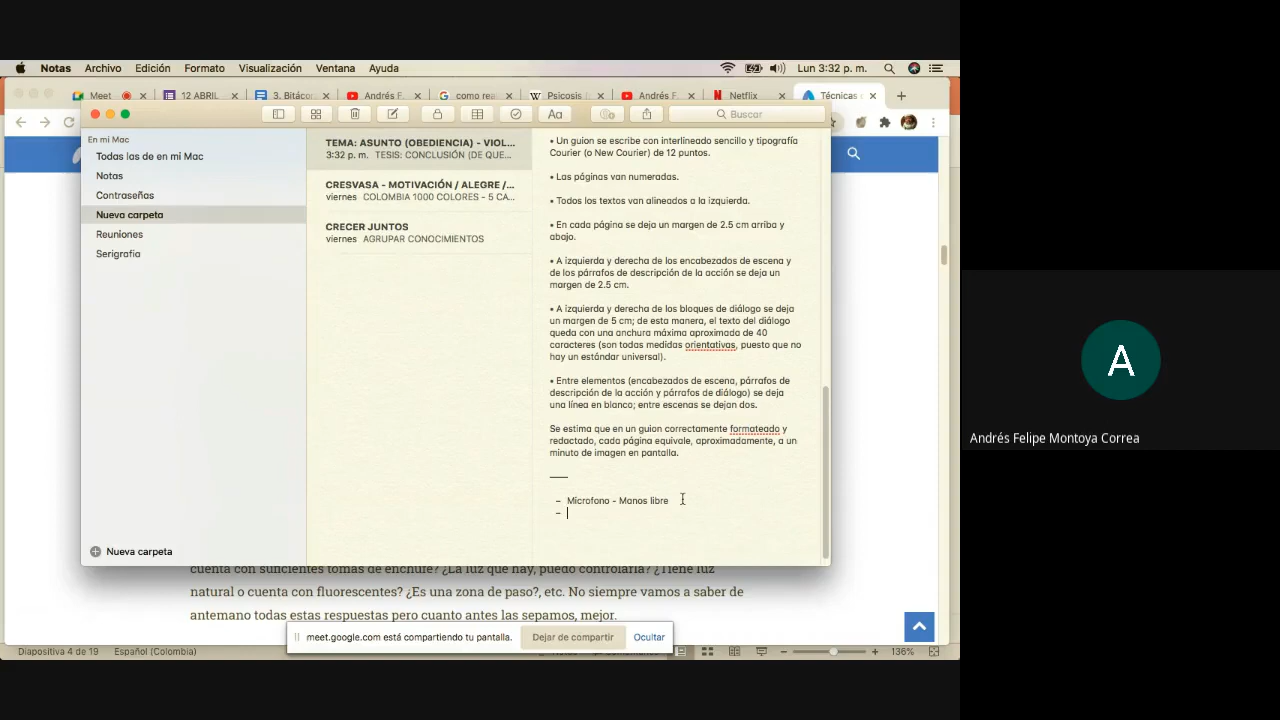 Notas Archivo Edición Formato Visualización Ventana Ayuda Lun 3:32 p. m.
Meet 12 ABRIL 3. Bitáco Andrés F. como rea Psicosis ( Andrés F. Netflix Técnicas c
Aa Buscar
En mi Mac
Todas las de en mi Mac
Notas
Contraseñas
Nueva carpeta
Reuniones
Serigrafia
Nueva carpeta
TEMA: ASUNTO (OBEDIENCIA) - VIOL...
3:32 p. m. TESIS: CONCLUSIÓN (DE QUE...
CRESVASA - MOTIVACIÓN / ALEGRE /...
viernes COLOMBIA 1000 COLORES - 5 CA...
CRECER JUNTOS
viernes AGRUPAR CONOCIMIENTOS
• Un guion se escribe con interlineado sencillo y tipografía
Courier (o New Courier) de 12 puntos.
• Las páginas van numeradas.
• Todos los textos van alineados a la izquierda.
• En cada página se deja un margen de 2.5 cm arriba y
abajo.
• A izquierda y derecha de los encabezados de escena y
de los párrafos de descripción de la acción se deja un
margen de 2.5 cm.
• A izquierda y derecha de los bloques de diálogo se deja
un margen de 5 cm; de esta manera, el texto del diálogo
queda con una anchura máxima aproximada de 40
caracteres (son todas medidas orientativas, puesto que no
hay un estándar universal).
• Entre elementos (encabezados de escena, párrafos de
descripción de la acción y párrafos de diálogo) se deja
una línea en blanco; entre escenas se dejan dos.
Se estima que en un guion correctamente formateado y
redactado, cada página equivale, aproximadamente, a un
minuto de imagen en pantalla.
– Microfono - Manos libre
–
cuenta con suficientes tomas de enchufe? ¿La luz que hay, puedo controlarla? ¿Tiene luz
natural o cuenta con fluorescentes? ¿Es una zona de paso?, etc. No siempre vamos a saber de
antemano todas estas respuestas pero cuanto antes las sepamos, mejor.
meet.google.com está compartiendo tu pantalla. Dejar de compartir Ocultar
Diapositiva 4 de 19 Español (Colombia) 136%
A
Andrés Felipe Montoya Correa